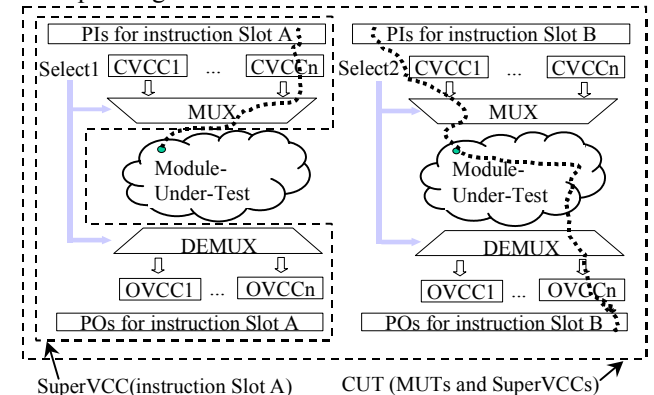 PIs for instruction Slot A
Select1
CVCC1 ... CVCCn
MUX
Module-
Under-Test
DEMUX
OVCC1 ... OVCCn
POs for instruction Slot A
SuperVCC(instruction Slot A)
PIs for instruction Slot B
Select2
CVCC1 ... CVCCn
MUX
Module-
Under-Test
DEMUX
OVCC1 ... OVCCn
POs for instruction Slot B
CUT (MUTs and SuperVCCs)